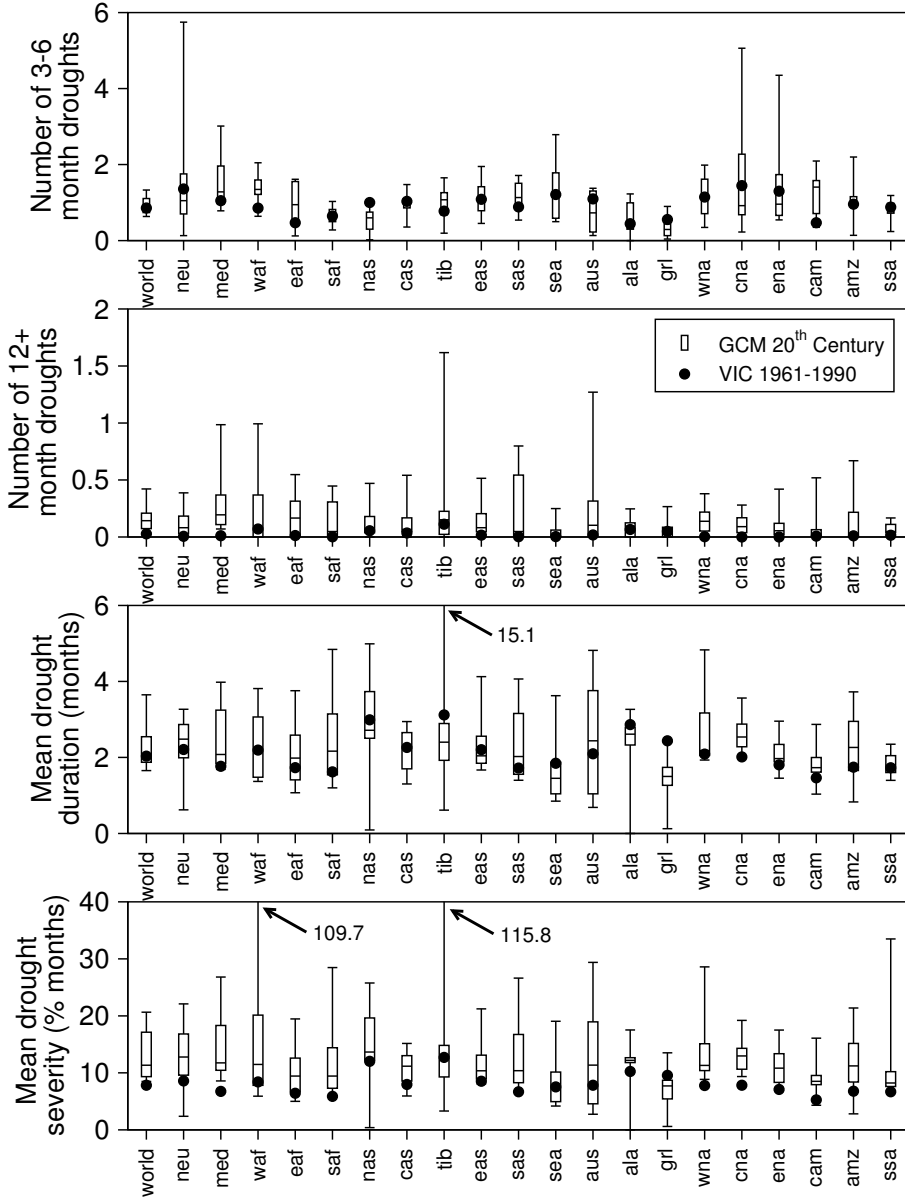 Number of 3-6
month droughts
6
4
2
0
world neu med waf eaf saf nas cas tib eas sas sea aus ala grl wna cna ena cam amz ssa
Number of 12+
month droughts
2
1.5
1
0.5
0
GCM 20th Century
VIC 1961-1990
world neu med waf eaf saf nas cas tib eas sas sea aus ala grl wna cna ena cam amz ssa
Mean drought
duration (months)
6
4
2
0
15.1
world neu med waf eaf saf nas cas tib eas sas sea aus ala grl wna cna ena cam amz ssa
Mean drought
severity (% months)
40
30
20
10
0
109.7
115.8
world neu med waf eaf saf nas cas tib eas sas sea aus ala grl wna cna ena cam amz ssa